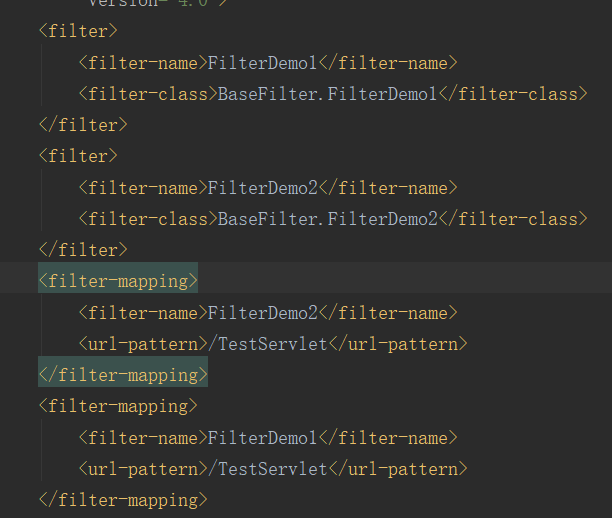 version="4.0">
<filter>
<filter-name>FilterDemo1</filter-name>
<filter-class>BaseFilter.FilterDemo1</filter-class>
</filter>
<filter>
<filter-name>FilterDemo2</filter-name>
<filter-class>BaseFilter.FilterDemo2</filter-class>
</filter>
<filter-mapping>
<filter-name>FilterDemo2</filter-name>
<url-pattern>/TestServlet</url-pattern>
</filter-mapping>
<filter-mapping>
<filter-name>FilterDemo1</filter-name>
<url-pattern>/TestServlet</url-pattern>
</filter-mapping>